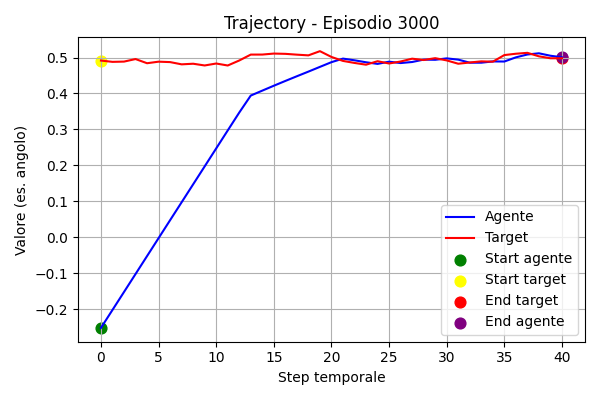 Trajectory - Episodio 3000
Valore (es. angolo)
0.5
0.4
0.3
0.2
0.1
0.0
−0.1
−0.2
Agente
Target
Start agente
Start target
End target
End agente
0 5 10 15 20 25 30 35 40
Step temporale